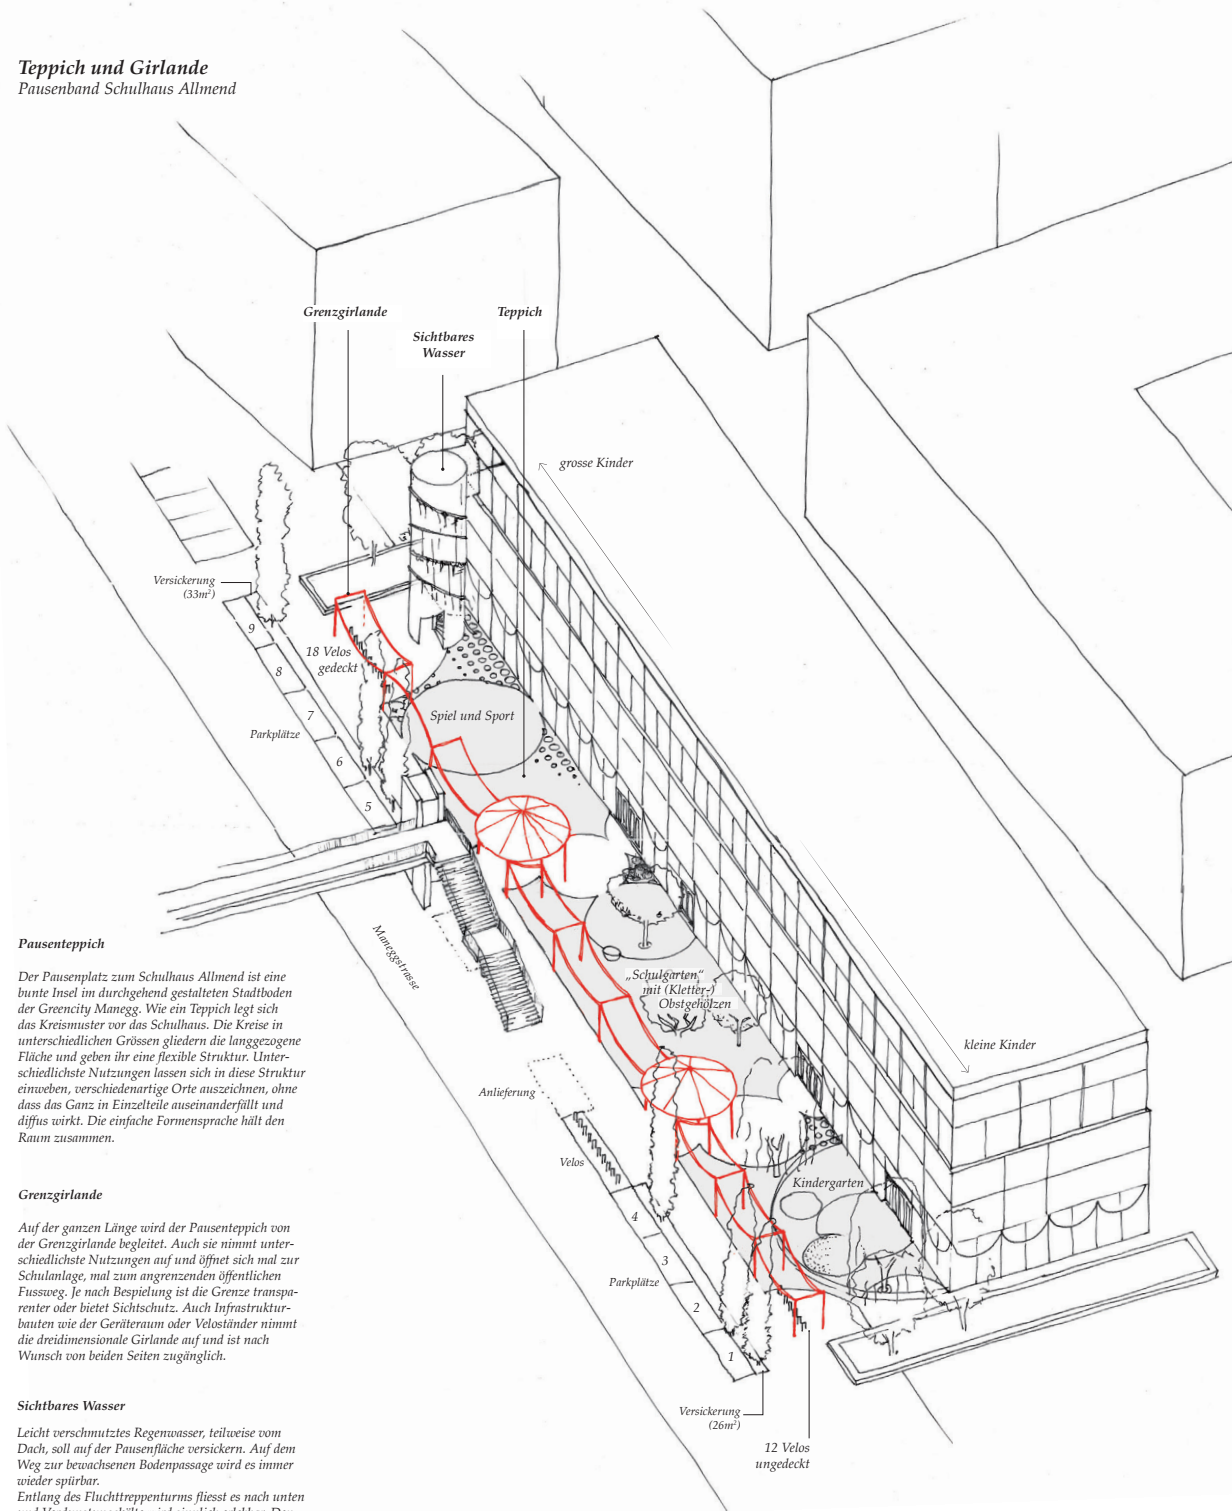 Teppich und Girlande
Pausenband Schulhaus Allmend
Grenzgirlande
Teppich
Sichtbares
Wasser
grosse Kinder
Versickerung
(33m²)
9
18 Velos
gedeckt
8
7
Spiel und Sport
Parkplätze
6
5
Maneggstrasse
Pausenteppich
Der Pausenplatz zum Schulhaus Allmend ist eine
bunte Insel im durchgehend gestalteten Stadtboden
der Greencity Manegg. Wie ein Teppich legt sich
das Kreismuster vor das Schulhaus. Die Kreise in
unterschiedlichen Grössen gliedern die langgezogene
Fläche und geben ihr eine flexible Struktur. Unter-
schiedlichste Nutzungen lassen sich in diese Struktur
einweben, verschiedenartige Orte auszeichnen, ohne
dass das Ganz in Einzelteile auseinanderfällt und
diffus wirkt. Die einfache Formensprache hält den
Raum zusammen.
„Schulgarten“
mit (Kletter-)
Obstgehölzen
kleine Kinder
Anlieferung
Velos
Kindergarten
4
3
Parkplätze
2
1
Grenzgirlande
Auf der ganzen Länge wird der Pausenteppich von
der Grenzgirlande begleitet. Auch sie nimmt unter-
schiedlichste Nutzungen auf und öffnet sich mal zur
Schulanlage, mal zum angrenzenden öffentlichen
Fussweg. Je nach Bespielung ist die Grenze transpa-
renter oder bietet Sichtschutz. Auch Infrastruktur-
bauten wie der Geräteraum oder Veloständer nimmt
die dreidimensionale Girlande auf und ist nach
Wunsch von beiden Seiten zugänglich.
Versickerung
(26m²)
12 Velos
ungedeckt
Sichtbares Wasser
Leicht verschmutztes Regenwasser, teilweise vom
Dach, soll auf der Pausenfläche versickern. Auf dem
Weg zur bewachsenen Bodenpassage wird es immer
wieder spürbar.
Entlang des Fluchttreppenturms fliesst es nach unten